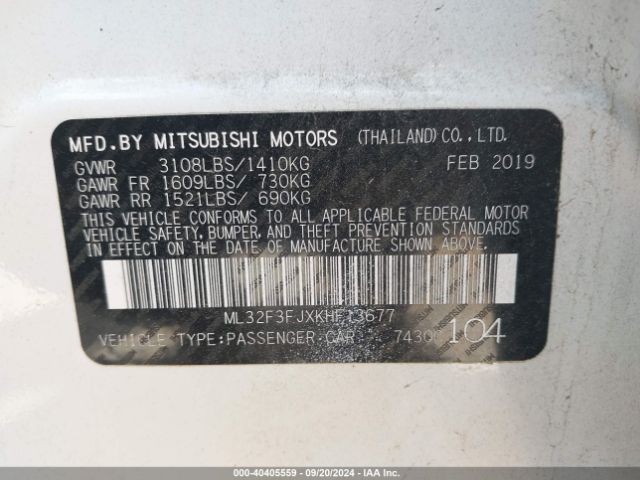 MFD.BY MITSUBISHI MOTORS (THAILAND)CO.,LTD.
GVWR 3108LBS/1410KG FEB 2019
GAWR FR 1609LBS/ 730KG
GAWR RR 1521LBS/ 690KG
THIS VEHICLE CONFORMS TO ALL APPLICABLE FEDERAL MOTOR
VEHICLE SAFETY,BUMPER,AND THEFT PREVENTION STANDARDS
IN EFFECT ON THE DATE OF MANUFACTURE SHOWN ABOVE.
ML32F3FJXKHF13677
VEHICLE TYPE:PASSENGER CAR 7430 104
000-40405559 - 09/20/2024 - IAA Inc.